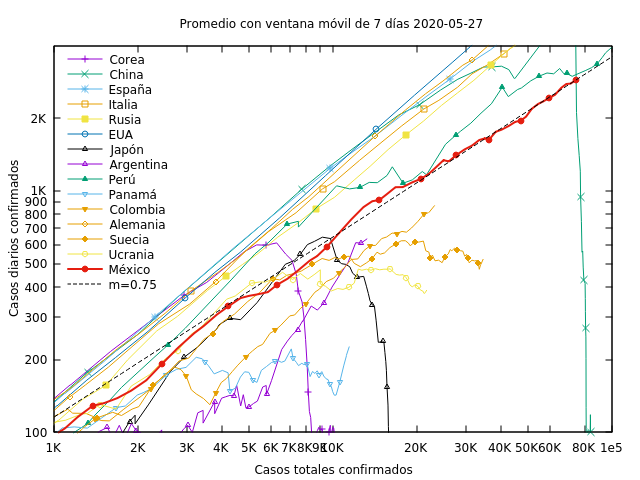 Promedio con ventana móvil de 7 días 2020-05-27
Casos diarios confirmados
2K
1K
900
800
700
600
500
400
300
200
100
Corea
China
España
Italia
Rusia
EUA
Japón
Argentina
Perú
Panamá
Colombia
Alemania
Suecia
Ucrania
México
m=0.75
1K 2K 3K 4K 5K 6K 7K 8K 9K 10K 20K 30K 40K 50K 60K 80K 1e5
Casos totales confirmados